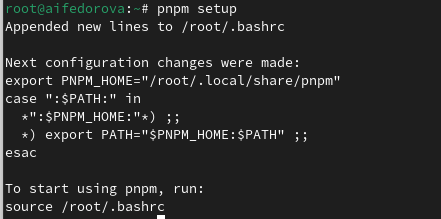 root@aifedorova:~# pnpm setup
Appended new lines to /root/.bashrc
Next configuration changes were made:
export PNPM_HOME="/root/.local/share/pnpm"
case ":$PATH:" in
  *":$PNPM_HOME:"*) ;;
  *) export PATH="$PNPM_HOME:$PATH" ;;
esac
To start using pnpm, run:
source /root/.bashrc